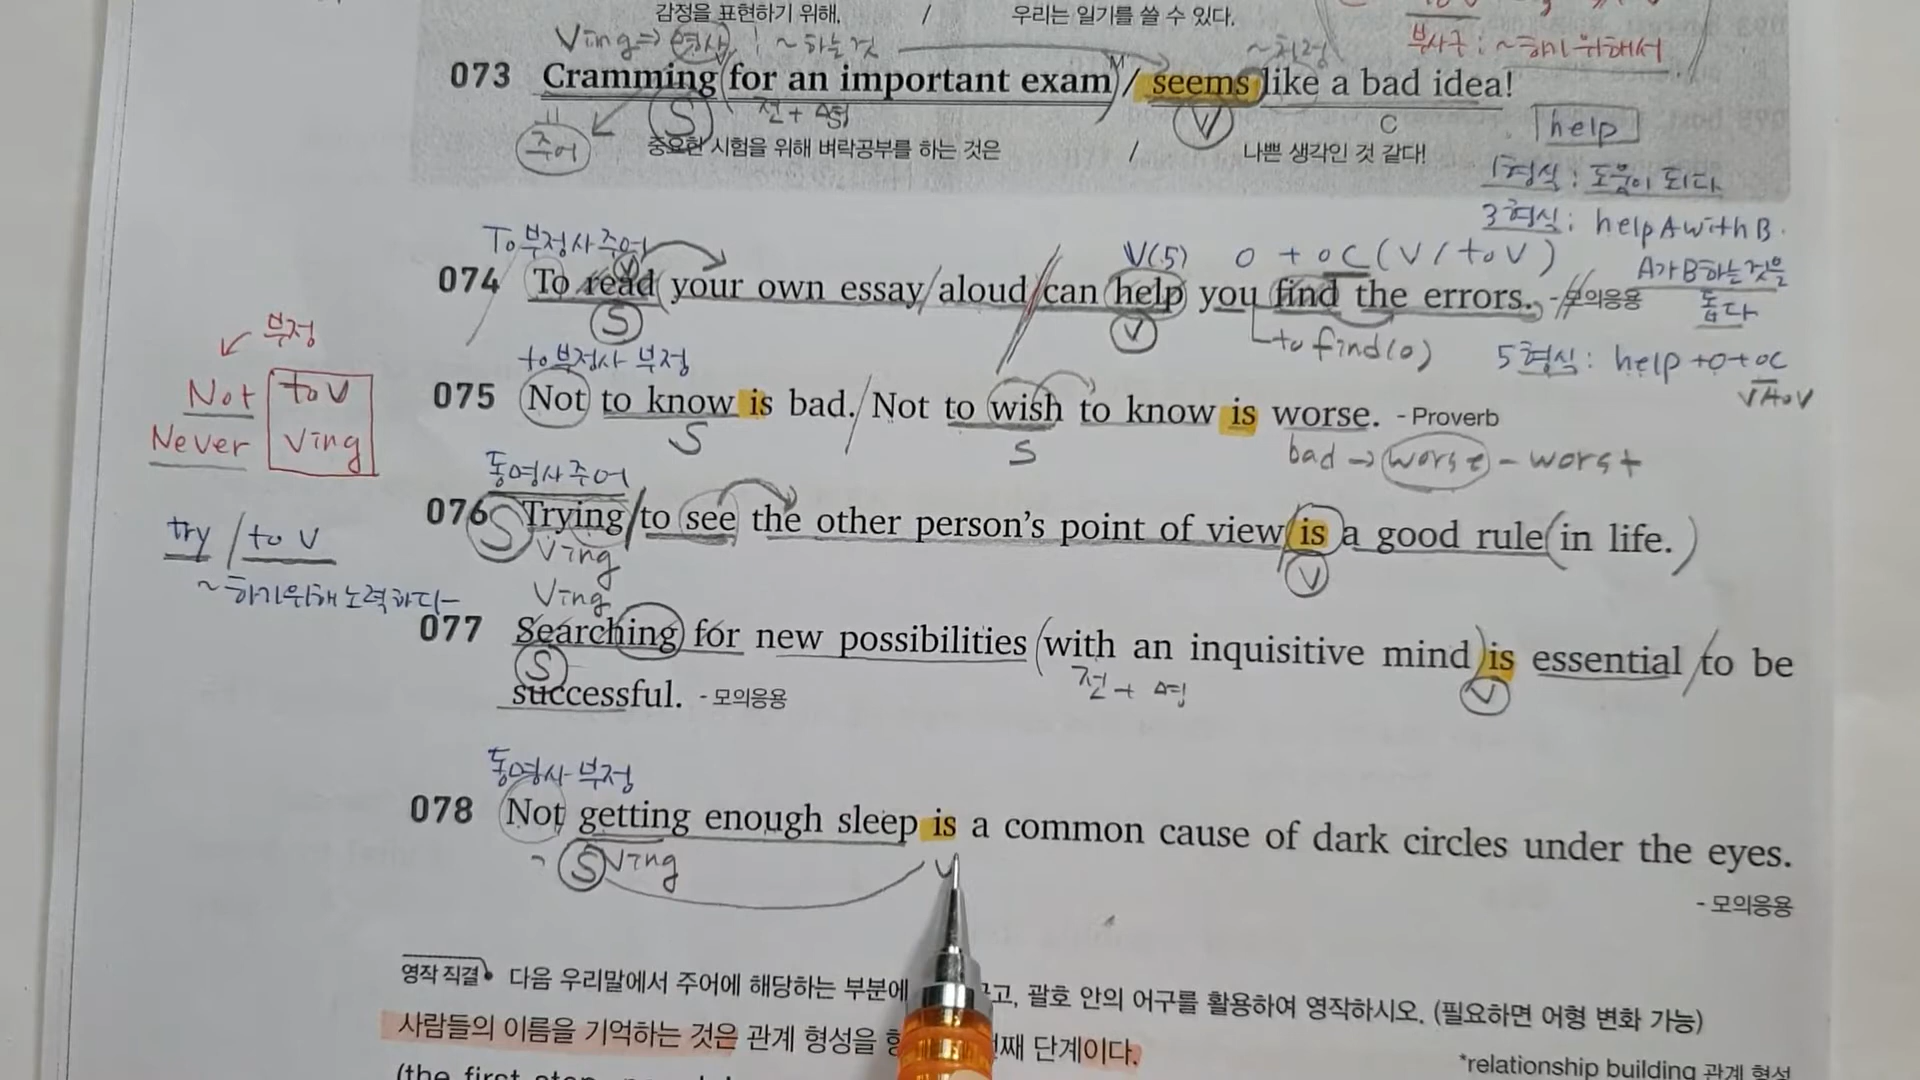 감정을 표현하기 위해, / 우리는 일기를 쓸 수 있다.
부사구 : ~하기 위해서
Ving => 명사 : ~하는 것
~처럼
073 Cramming for an important exam / seems like a bad idea!
M
S 전+명 V C
주어
중요한 시험을 위해 벼락공부를 하는 것은 / 나쁜 생각인 것 같다!
help
1형식 : 도움이 되다
3형식 : help A with B.
A가 B하는 것을 돕다
5형식 : help + o + oc
V/toV
To부정사 주어
V V(5) O + OC (V / to V)
074 To read your own essay / aloud / can help you find the errors. - 모의응용
S V to find (o)
부정
Not to V
Never Ving
to부정사 부정
075 Not to know is bad. / Not to wish to know is worse. - Proverb
S S bad → worse - worst
동명사 주어
076 Trying / to see the other person's point of view is a good rule (in life.)
S Ving V
try / to V
~하기위해 노력하다
Ving
077 Searching for new possibilities (with an inquisitive mind) is essential / to be
S 전+명 V
successful. - 모의응용
동명사 부정
078 Not getting enough sleep is a common cause of dark circles under the eyes.
S Ving V
- 모의응용
영작 직결 다음 우리말에서 주어에 해당하는 부분에 고, 괄호 안의 어구를 활용하여 영작하시오. (필요하면 어형 변화 가능)
사람들의 이름을 기억하는 것은 관계 형성을 째 단계이다.
*relationship building 관계 형성
(the first step